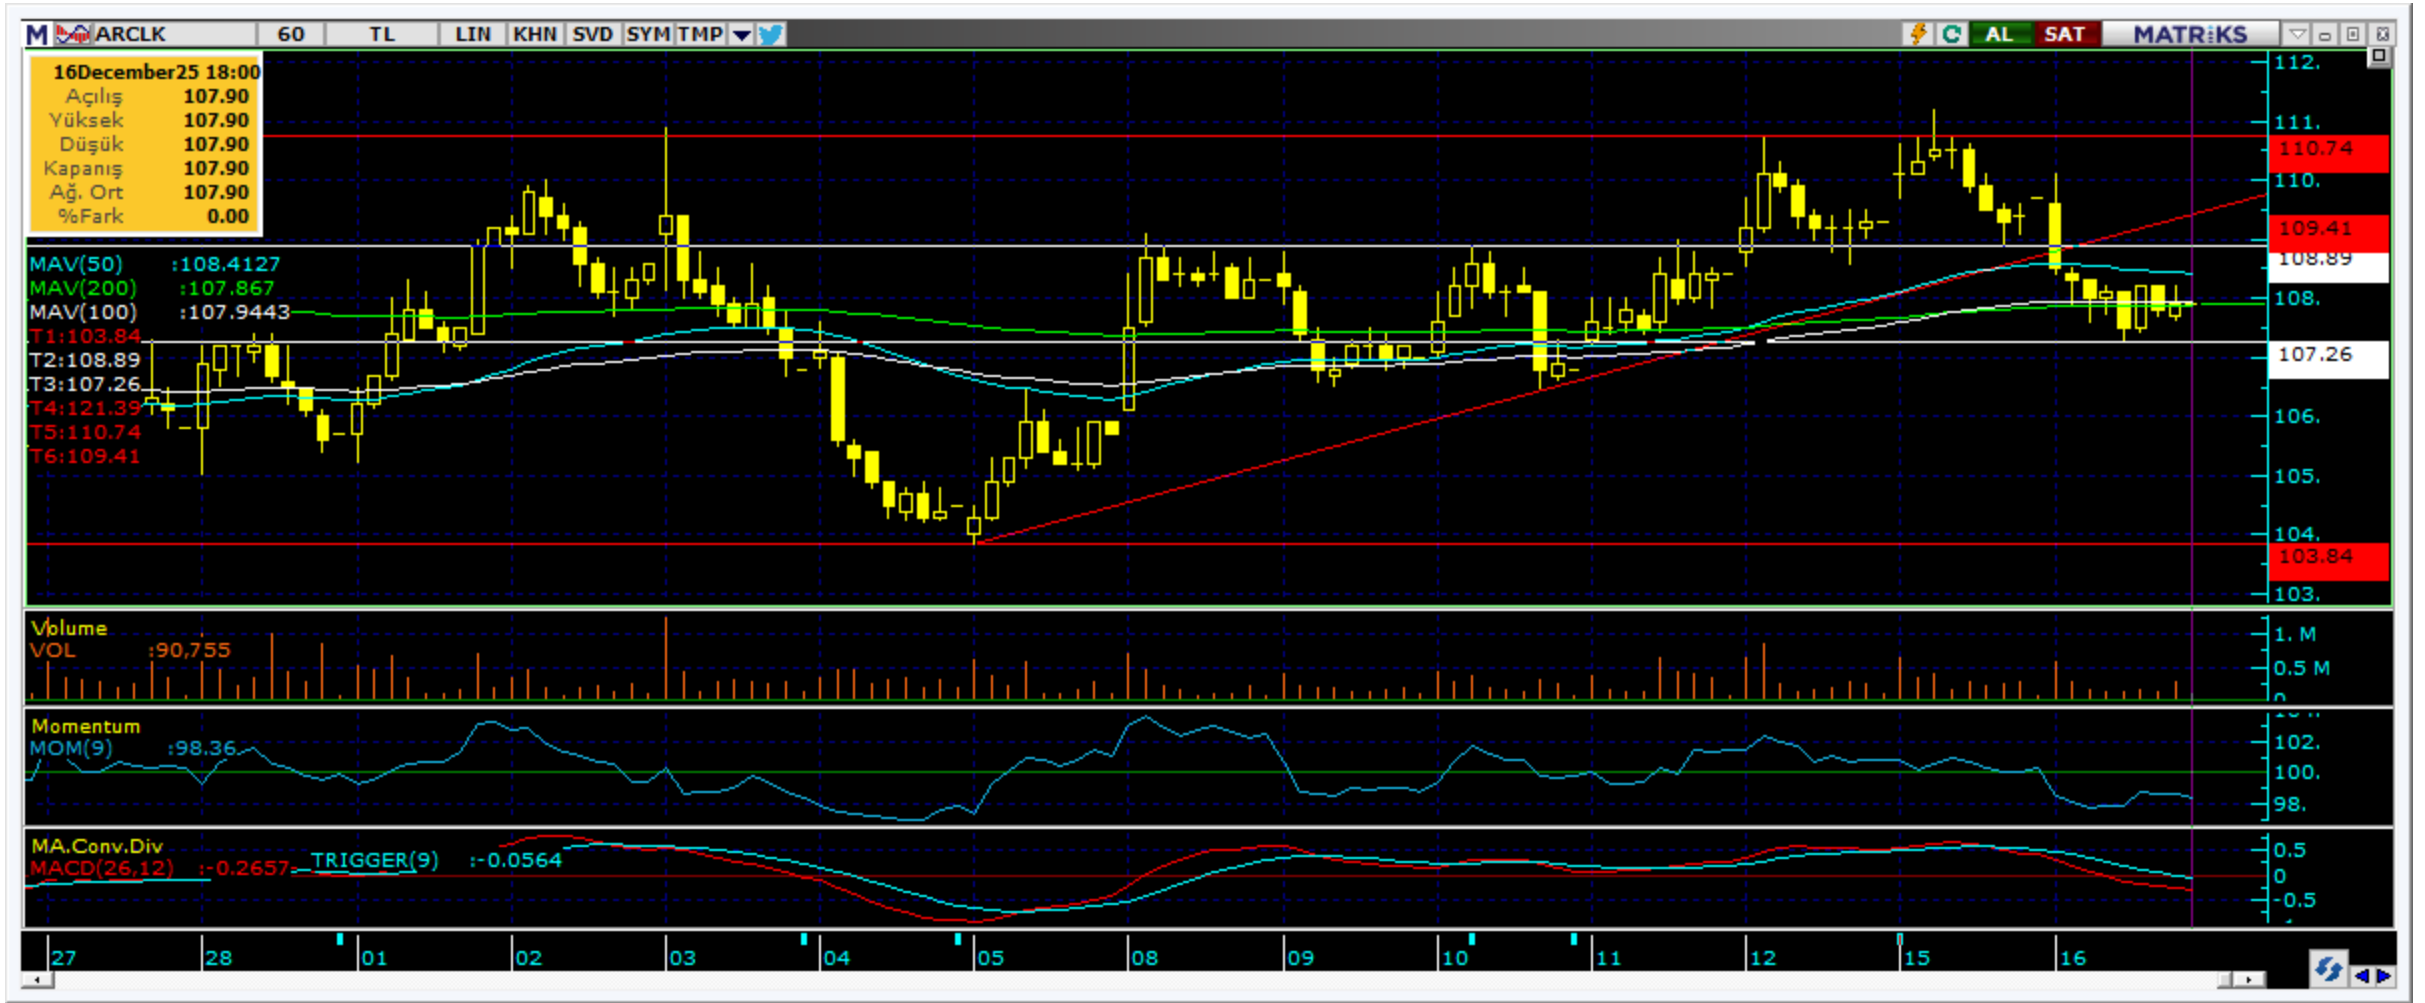 M ARCLK 60 TL LIN KHN SVD SYM TMP AL SAT MATRiKS
16December25 18:00
Açılış 107.90
Yüksek 107.90
Düşük 107.90
Kapanış 107.90
Ağ. Ort 107.90
%Fark 0.00
MAV(50) :108.4127
MAV(200) :107.867
MAV(100) :107.9443
T1:103.84
T2:108.89
T3:107.26
T4:121.39
T5:110.74
T6:109.41
112.
111.
110.74
110.
109.41
108.89
108.
107.26
106.
105.
104.
103.84
103.
Volume
VOL :90,755
1. M
0.5 M
0
Momentum
MOM(9) :98.36
102.
100.
98.
MA.Conv.Div
MACD(26,12) :-0.2657 TRIGGER(9) :-0.0564
0.5
0
-0.5
27 28 01 02 03 04 05 08 09 10 11 12 15 16